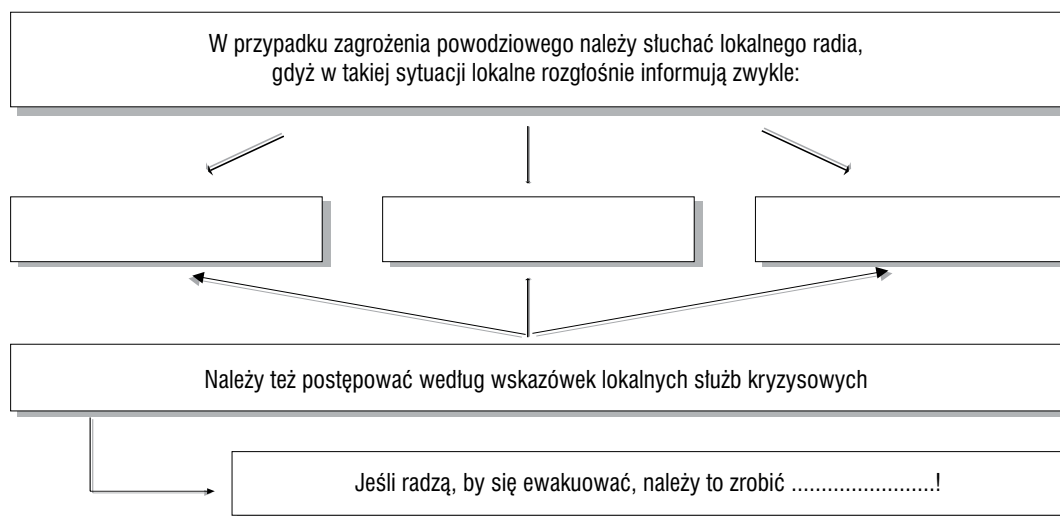 W przypadku zagrożenia powodziowego należy słuchać lokalnego radia,
gdyż w takiej sytuacji lokalne rozgłośnie informują zwykle:
Należy też postępować według wskazówek lokalnych służb kryzysowych
Jeśli radzą, by się ewakuować, należy to zrobić .........................!